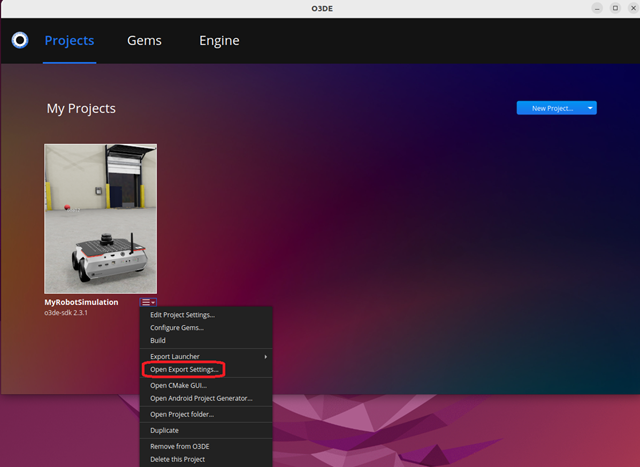 O3DE
Projects Gems Engine
My Projects
New Project...
MyRobotSimulation
o3de-sdk 2.3.1
Edit Project Settings...
Configure Gems...
Build
Export Launcher
Open Export Settings...
Open CMake GUI...
Open Android Project Generator...
Open Project folder...
Duplicate
Remove from O3DE
Delete this Project